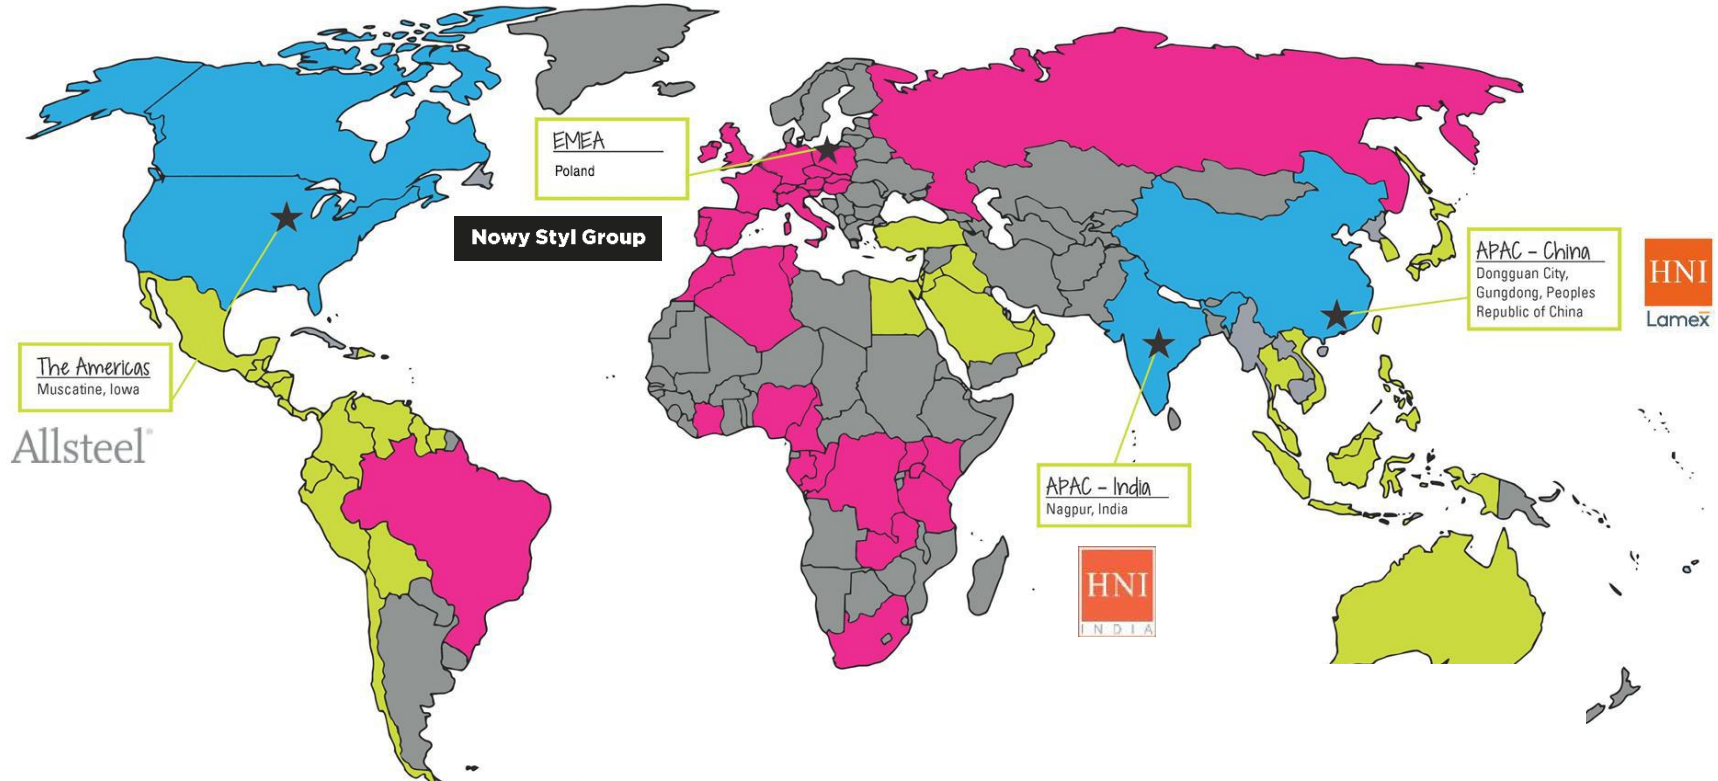 EMEA
Poland
Nowy Styl Group
APAC – China
Dongguan City,
Gungdong, Peoples
Republic of China
HNI
Lamex
The Americas
Muscatine, Iowa
Allsteel®
APAC – India
Nagpur, India
HNI
INDIA